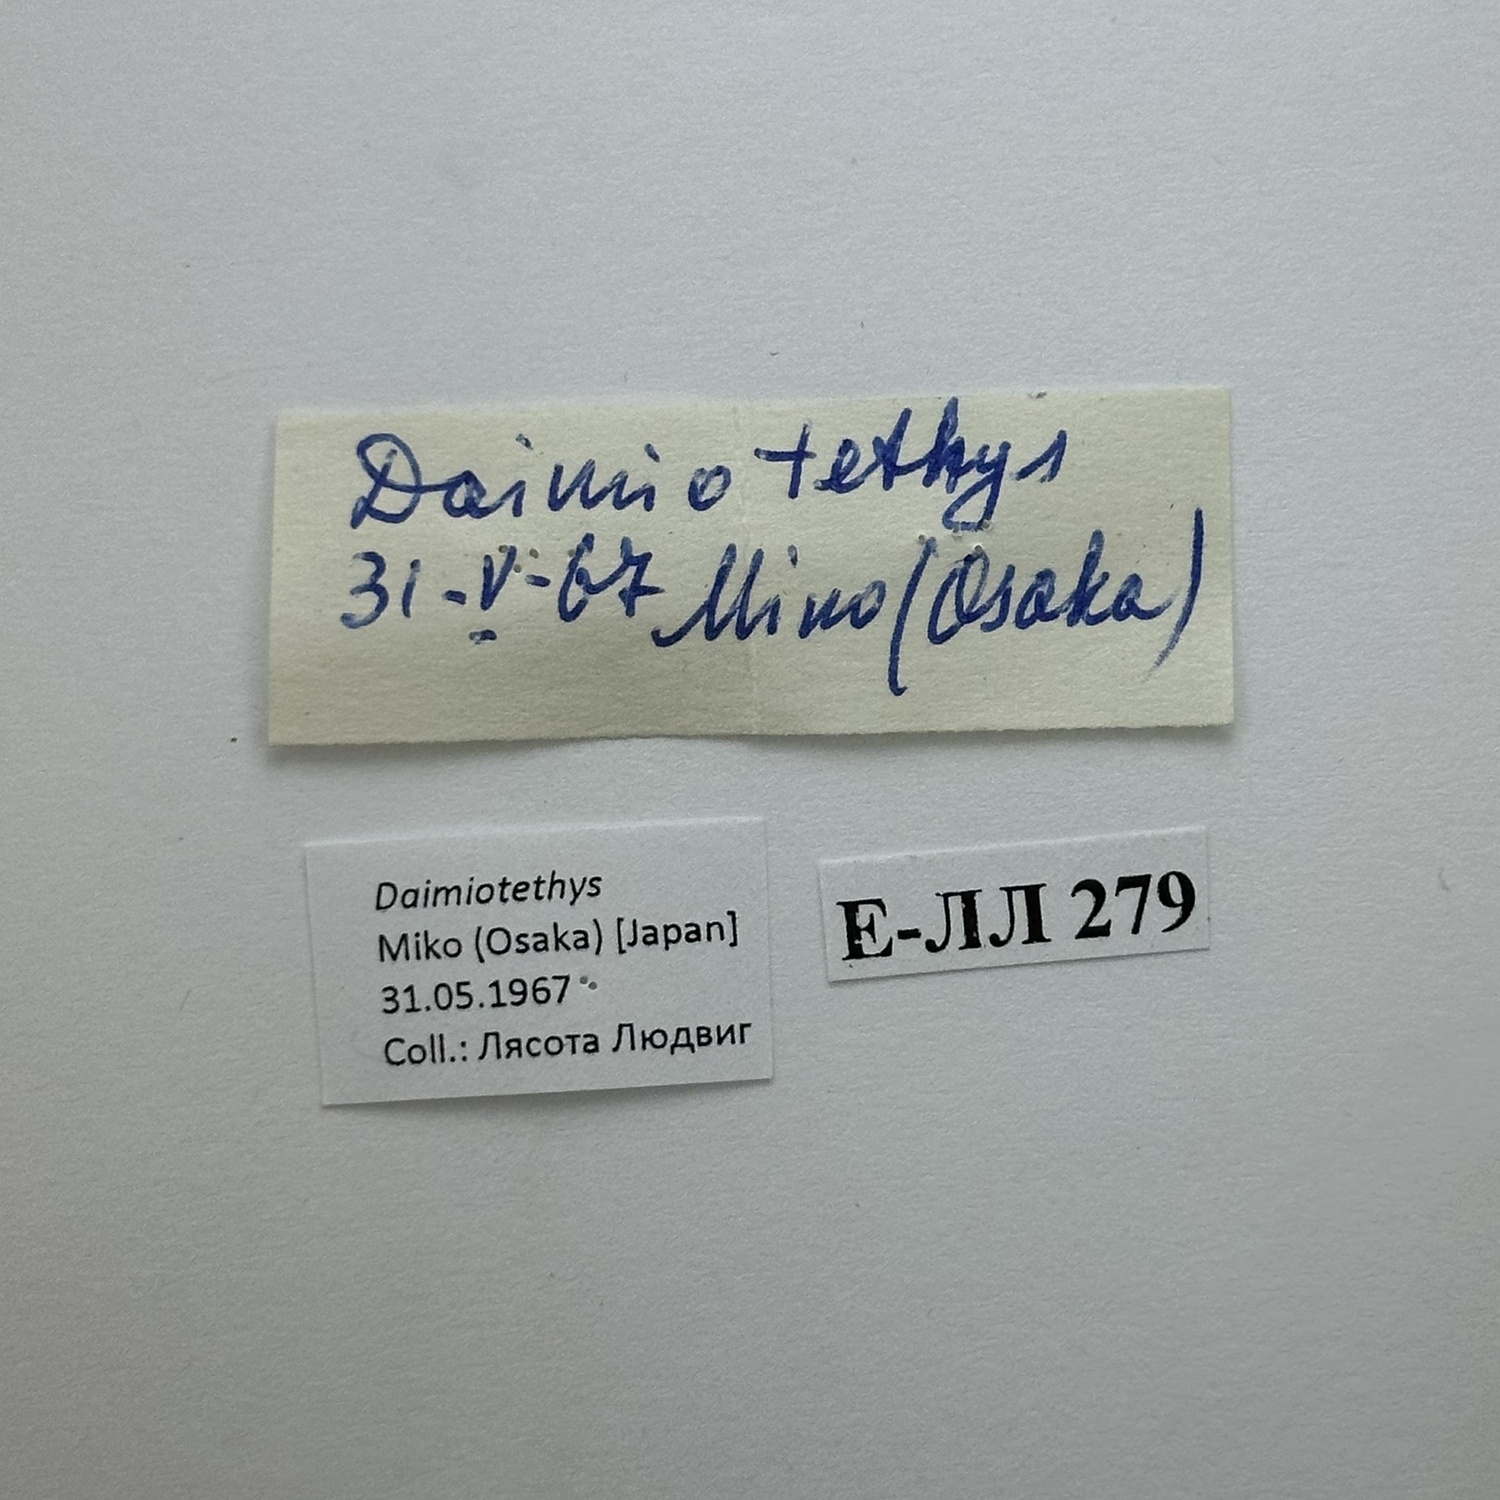 Daimio tethys
31-V-67 Mino (Osaka)
Daimiotethys
Miko (Osaka) [Japan]
31.05.1967
Coll.: Лясота Людвиг
Е-ЛЛ 279